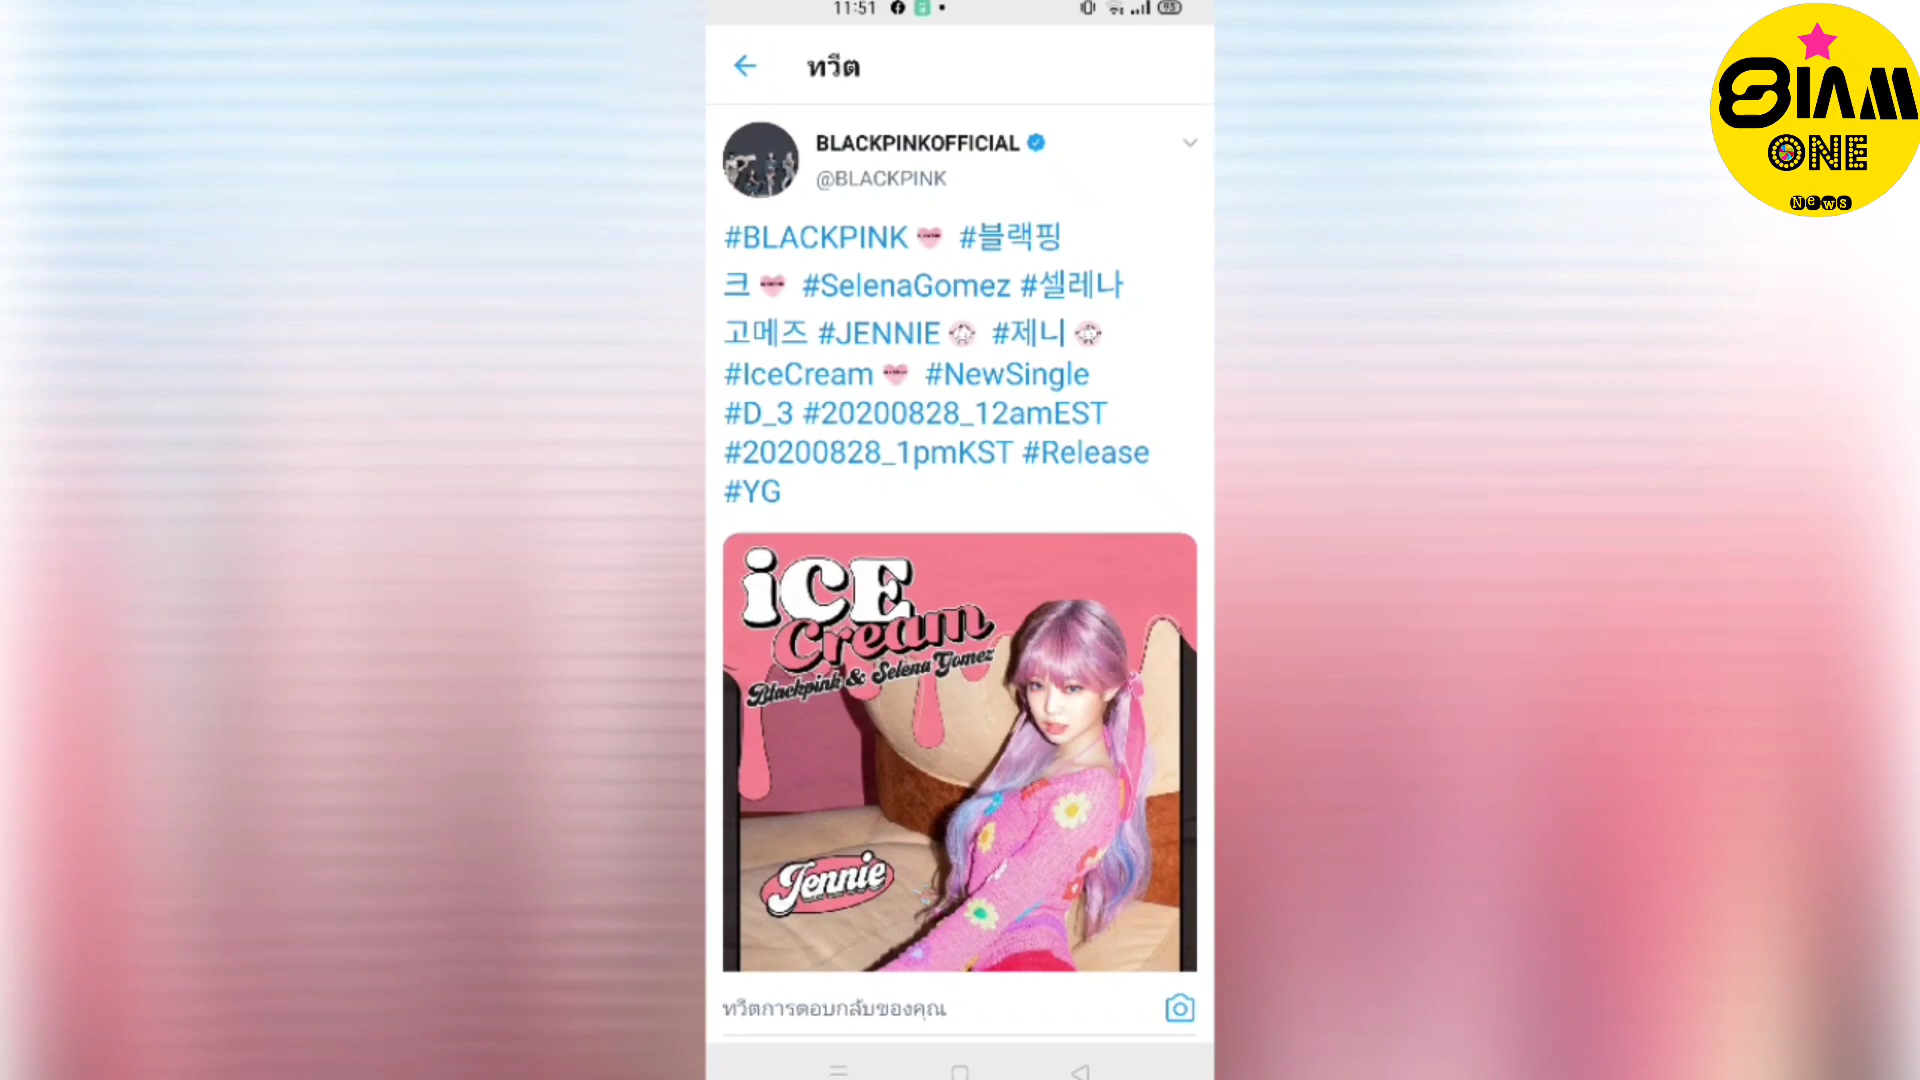 11:51
93
ทวีต
BLACKPINKOFFICIAL
@BLACKPINK
#BLACKPINK #블랙핑
크 #SelenaGomez #셀레나
고메즈 #JENNIE #제니
#IceCream #NewSingle
#D_3 #20200828_12amEST
#20200828_1pmKST #Release
#YG
iCE
Cream
Blackpink & Selena Gomez
Jennie
ทวีตการตอบกลับของคุณ
SIAM
ONE
News